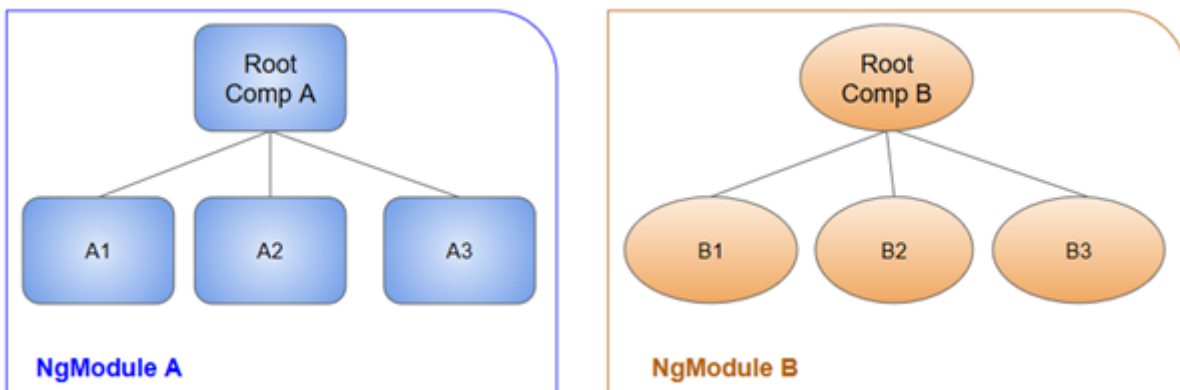 Root
Comp A
A1
A2
A3
NgModule A
Root
Comp B
B1
B2
B3
NgModule B